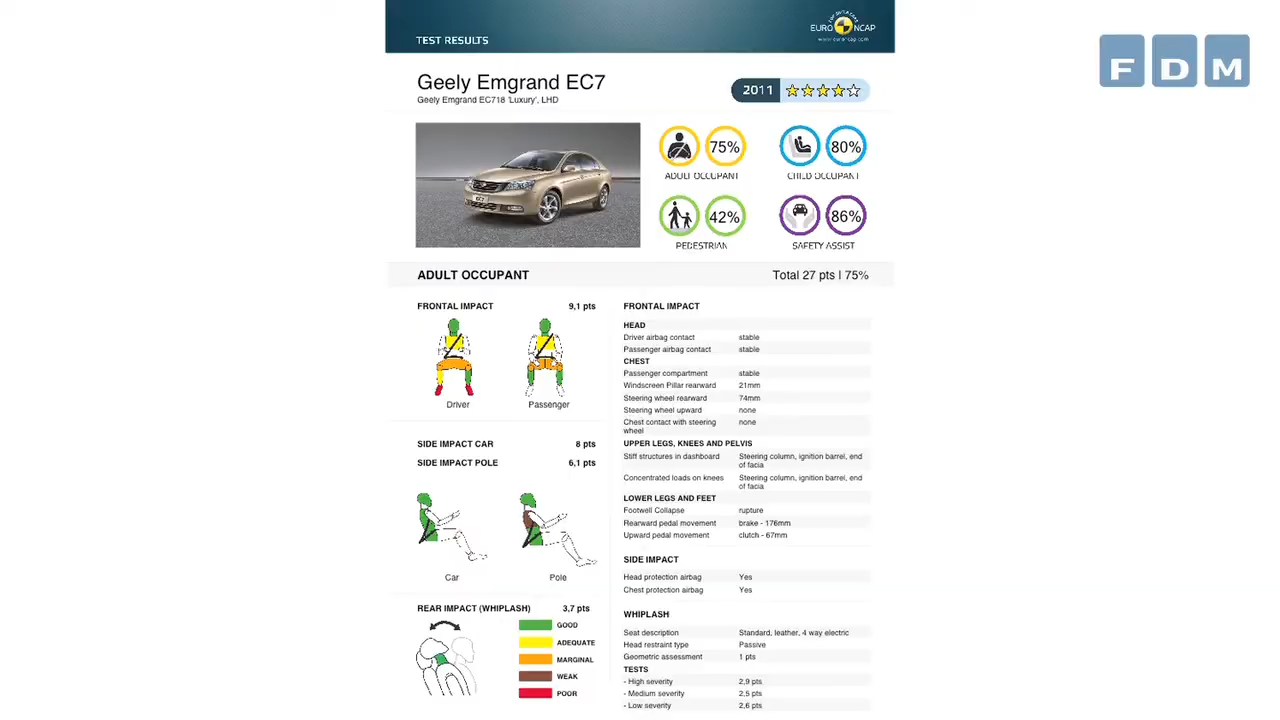 TEST RESULTS
EURO NCAP
www.euroncap.com
FDM
Geely Emgrand EC7
Geely Emgrand EC718 'Luxury', LHD
2011
75%
ADULT OCCUPANT
80%
CHILD OCCUPANT
42%
PEDESTRIAN
86%
SAFETY ASSIST
ADULT OCCUPANT
Total 27 pts | 75%
FRONTAL IMPACT 9,1 pts
Driver
Passenger
SIDE IMPACT CAR 8 pts
SIDE IMPACT POLE 6,1 pts
Car
Pole
REAR IMPACT (WHIPLASH) 3,7 pts
GOOD
ADEQUATE
MARGINAL
WEAK
POOR
FRONTAL IMPACT
HEAD
Driver airbag contact stable
Passenger airbag contact stable
CHEST
Passenger compartment stable
Windscreen Pillar rearward 21mm
Steering wheel rearward 74mm
Steering wheel upward none
Chest contact with steering none
wheel
UPPER LEGS, KNEES AND PELVIS
Stiff structures in dashboard Steering column, ignition barrel, end
of facia
Concentrated loads on knees Steering column, ignition barrel, end
of facia
LOWER LEGS AND FEET
Footwell Collapse rupture
Rearward pedal movement brake - 176mm
Upward pedal movement clutch - 67mm
SIDE IMPACT
Head protection airbag Yes
Chest protection airbag Yes
WHIPLASH
Seat description Standard, leather, 4 way electric
Head restraint type Passive
Geometric assessment 1 pts
TESTS
- High severity 2,9 pts
- Medium severity 2,5 pts
- Low severity 2,6 pts